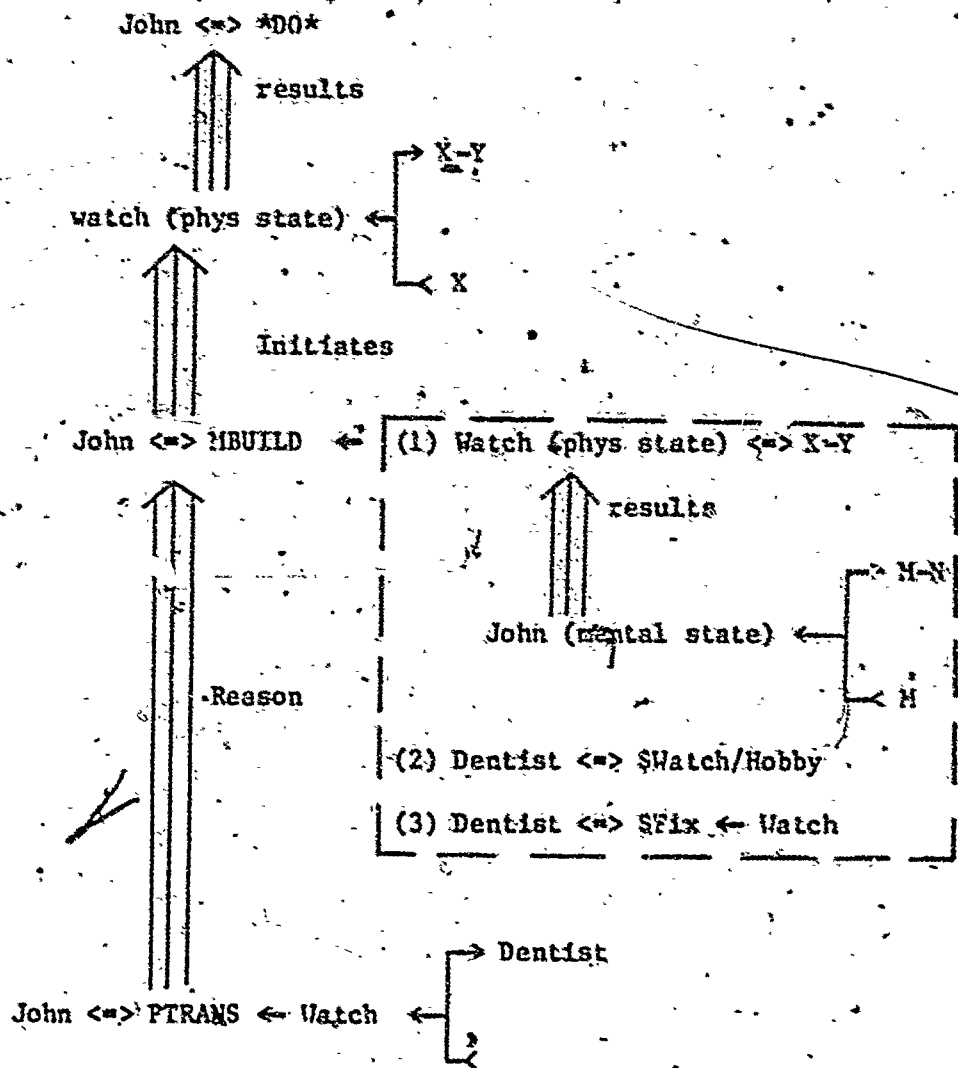 John <=> *DO*
results
X-Y
watch (phys state) ←
X
Initiates
John <=> MBUILD ← (1) Watch (phys state) <=> X-Y
results
M-N
John (mental state) ←
Reason
M
(2) Dentist <=> $Watch/Hobby
(3) Dentist <=> $Fix ← Watch
Dentist
John <=> PTRANS ← Watch ←